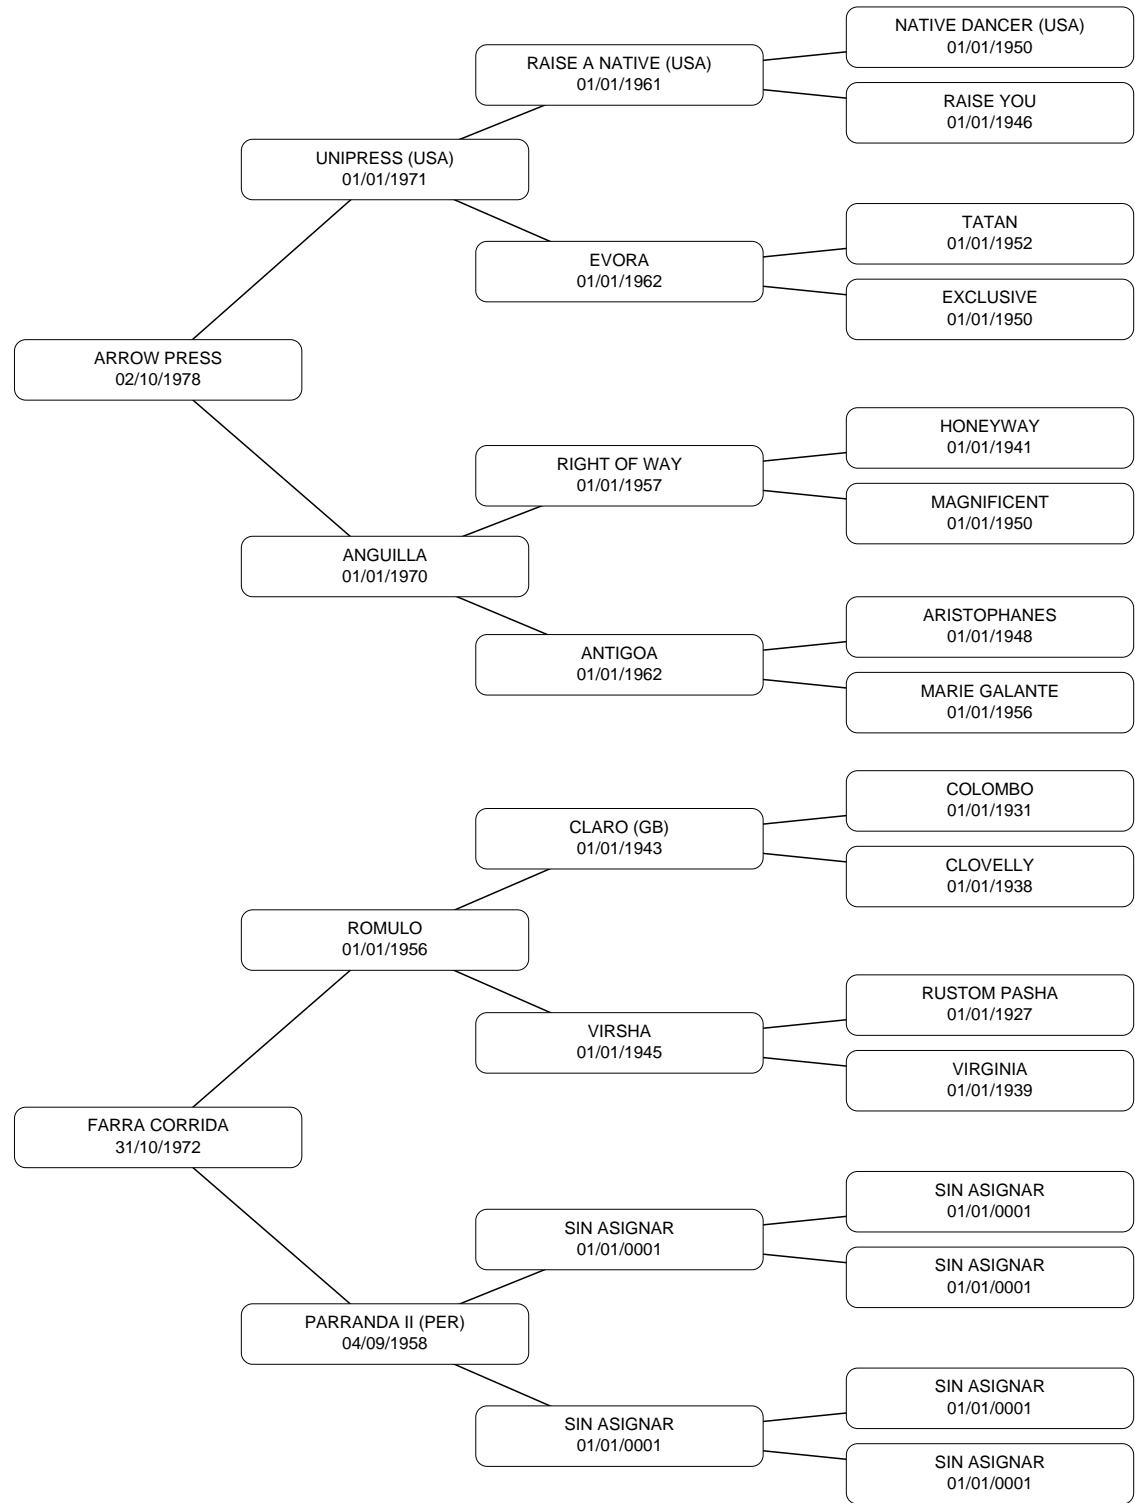 NATIVE DANCER (USA)
01/01/1950
RAISE A NATIVE (USA)
01/01/1961
RAISE YOU
01/01/1946
UNIPRESS (USA)
01/01/1971
TATAN
01/01/1952
EVORA
01/01/1962
EXCLUSIVE
01/01/1950
ARROW PRESS
02/10/1978
HONEYWAY
01/01/1941
RIGHT OF WAY
01/01/1957
MAGNIFICENT
01/01/1950
ANGUILLA
01/01/1970
ARISTOPHANES
01/01/1948
ANTIGOA
01/01/1962
MARIE GALANTE
01/01/1956
COLOMBO
01/01/1931
CLARO (GB)
01/01/1943
CLOVELLY
01/01/1938
ROMULO
01/01/1956
RUSTOM PASHA
01/01/1927
VIRSHA
01/01/1945
VIRGINIA
01/01/1939
FARRA CORRIDA
31/10/1972
SIN ASIGNAR
01/01/0001
SIN ASIGNAR
01/01/0001
SIN ASIGNAR
01/01/0001
PARRANDA II (PER)
04/09/1958
SIN ASIGNAR
01/01/0001
SIN ASIGNAR
01/01/0001
SIN ASIGNAR
01/01/0001